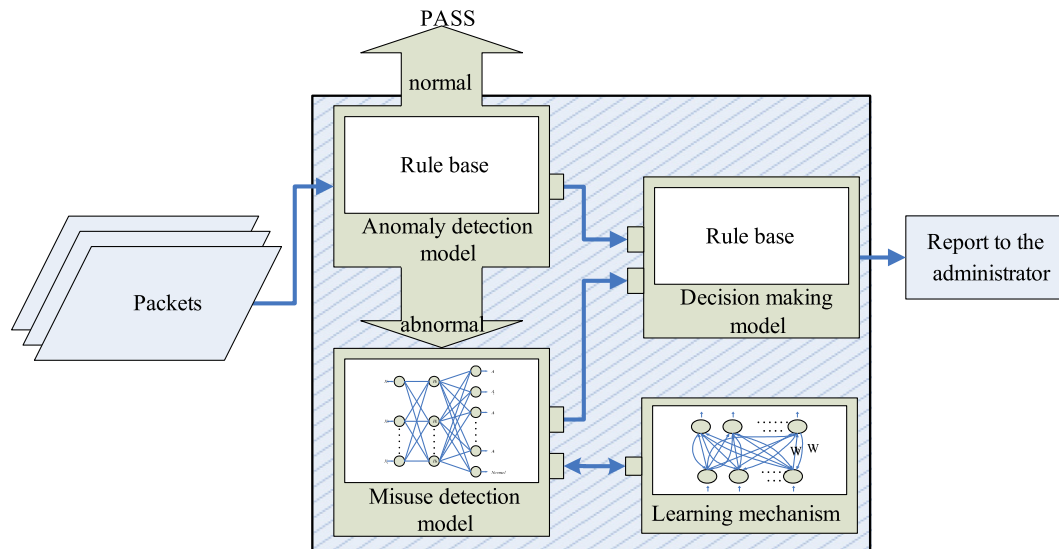 PASS
normal
Rule base
Anomaly detection
model
Rule base
Decision making
model
Report to the
administrator
Packets
abnormal
A
A
A
A
Normal
Misuse detection
model
W
W
Learning mechanism